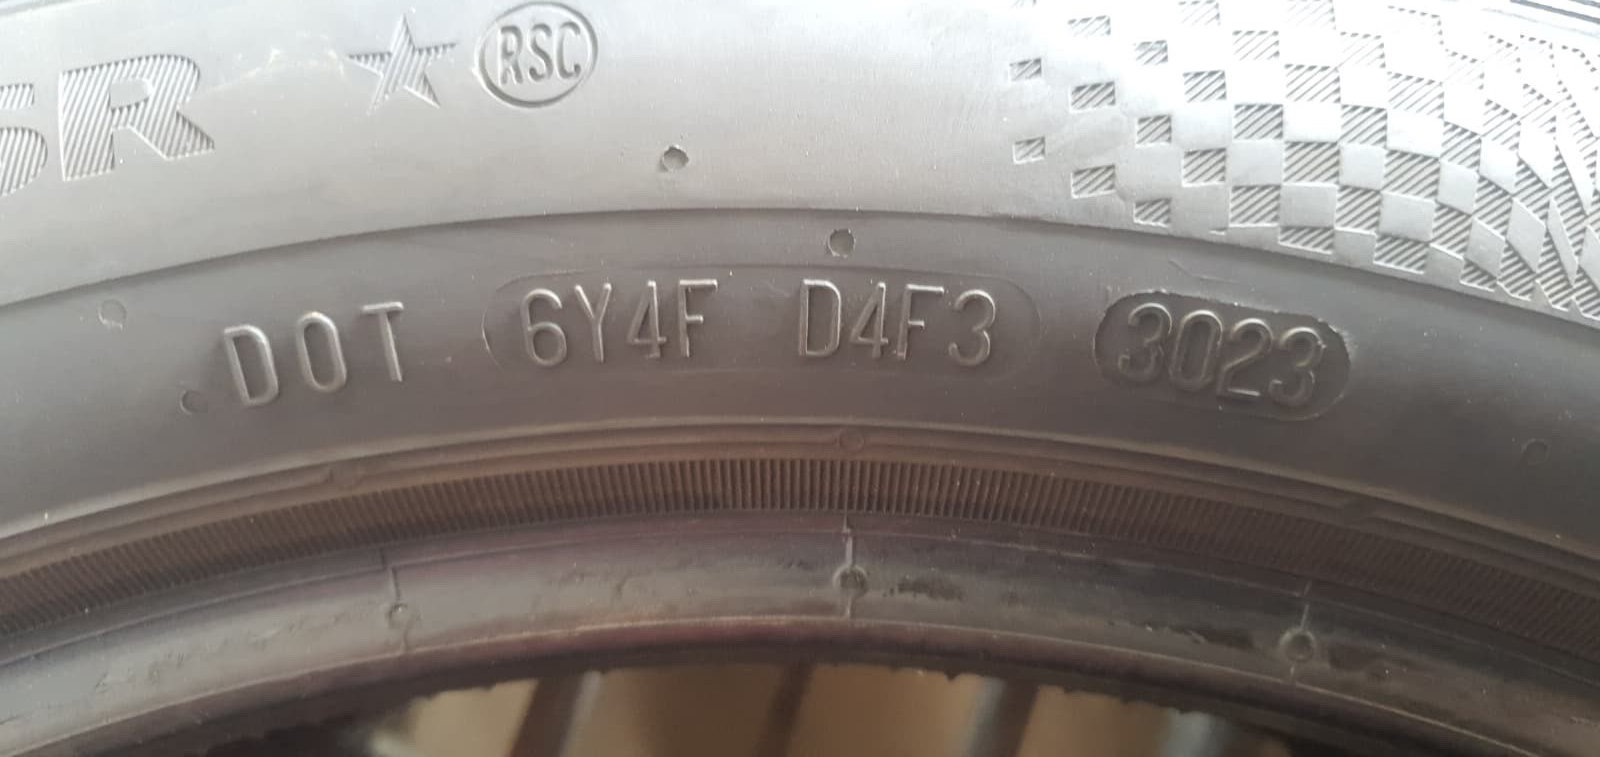 SR ★ RSC
DOT 6Y4F D4F3 3023